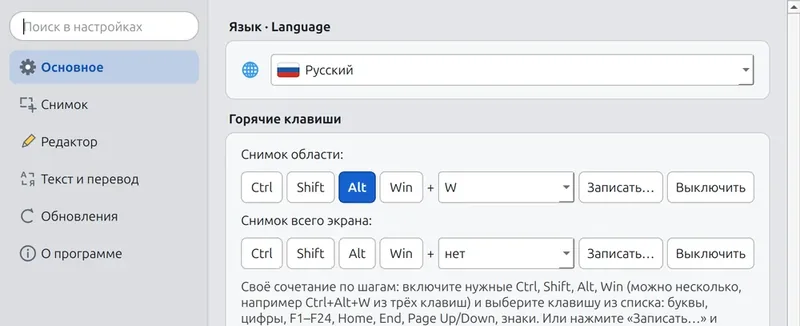 Поиск в настройках
Основное
Снимок
Редактор
Текст и перевод
Обновления
О программе
Язык · Language
Русский
Горячие клавиши
Снимок области:
Ctrl Shift Alt Win + W Записать... Выключить
Снимок всего экрана:
Ctrl Shift Alt Win + нет Записать... Выключить
Своё сочетание по шагам: включите нужные Ctrl, Shift, Alt, Win (можно несколько,
например Ctrl+Alt+W из трёх клавиш) и выберите клавишу из списка: буквы,
цифры, F1–F24, Home, End, Page Up/Down, знаки. Или нажмите «Записать...» и